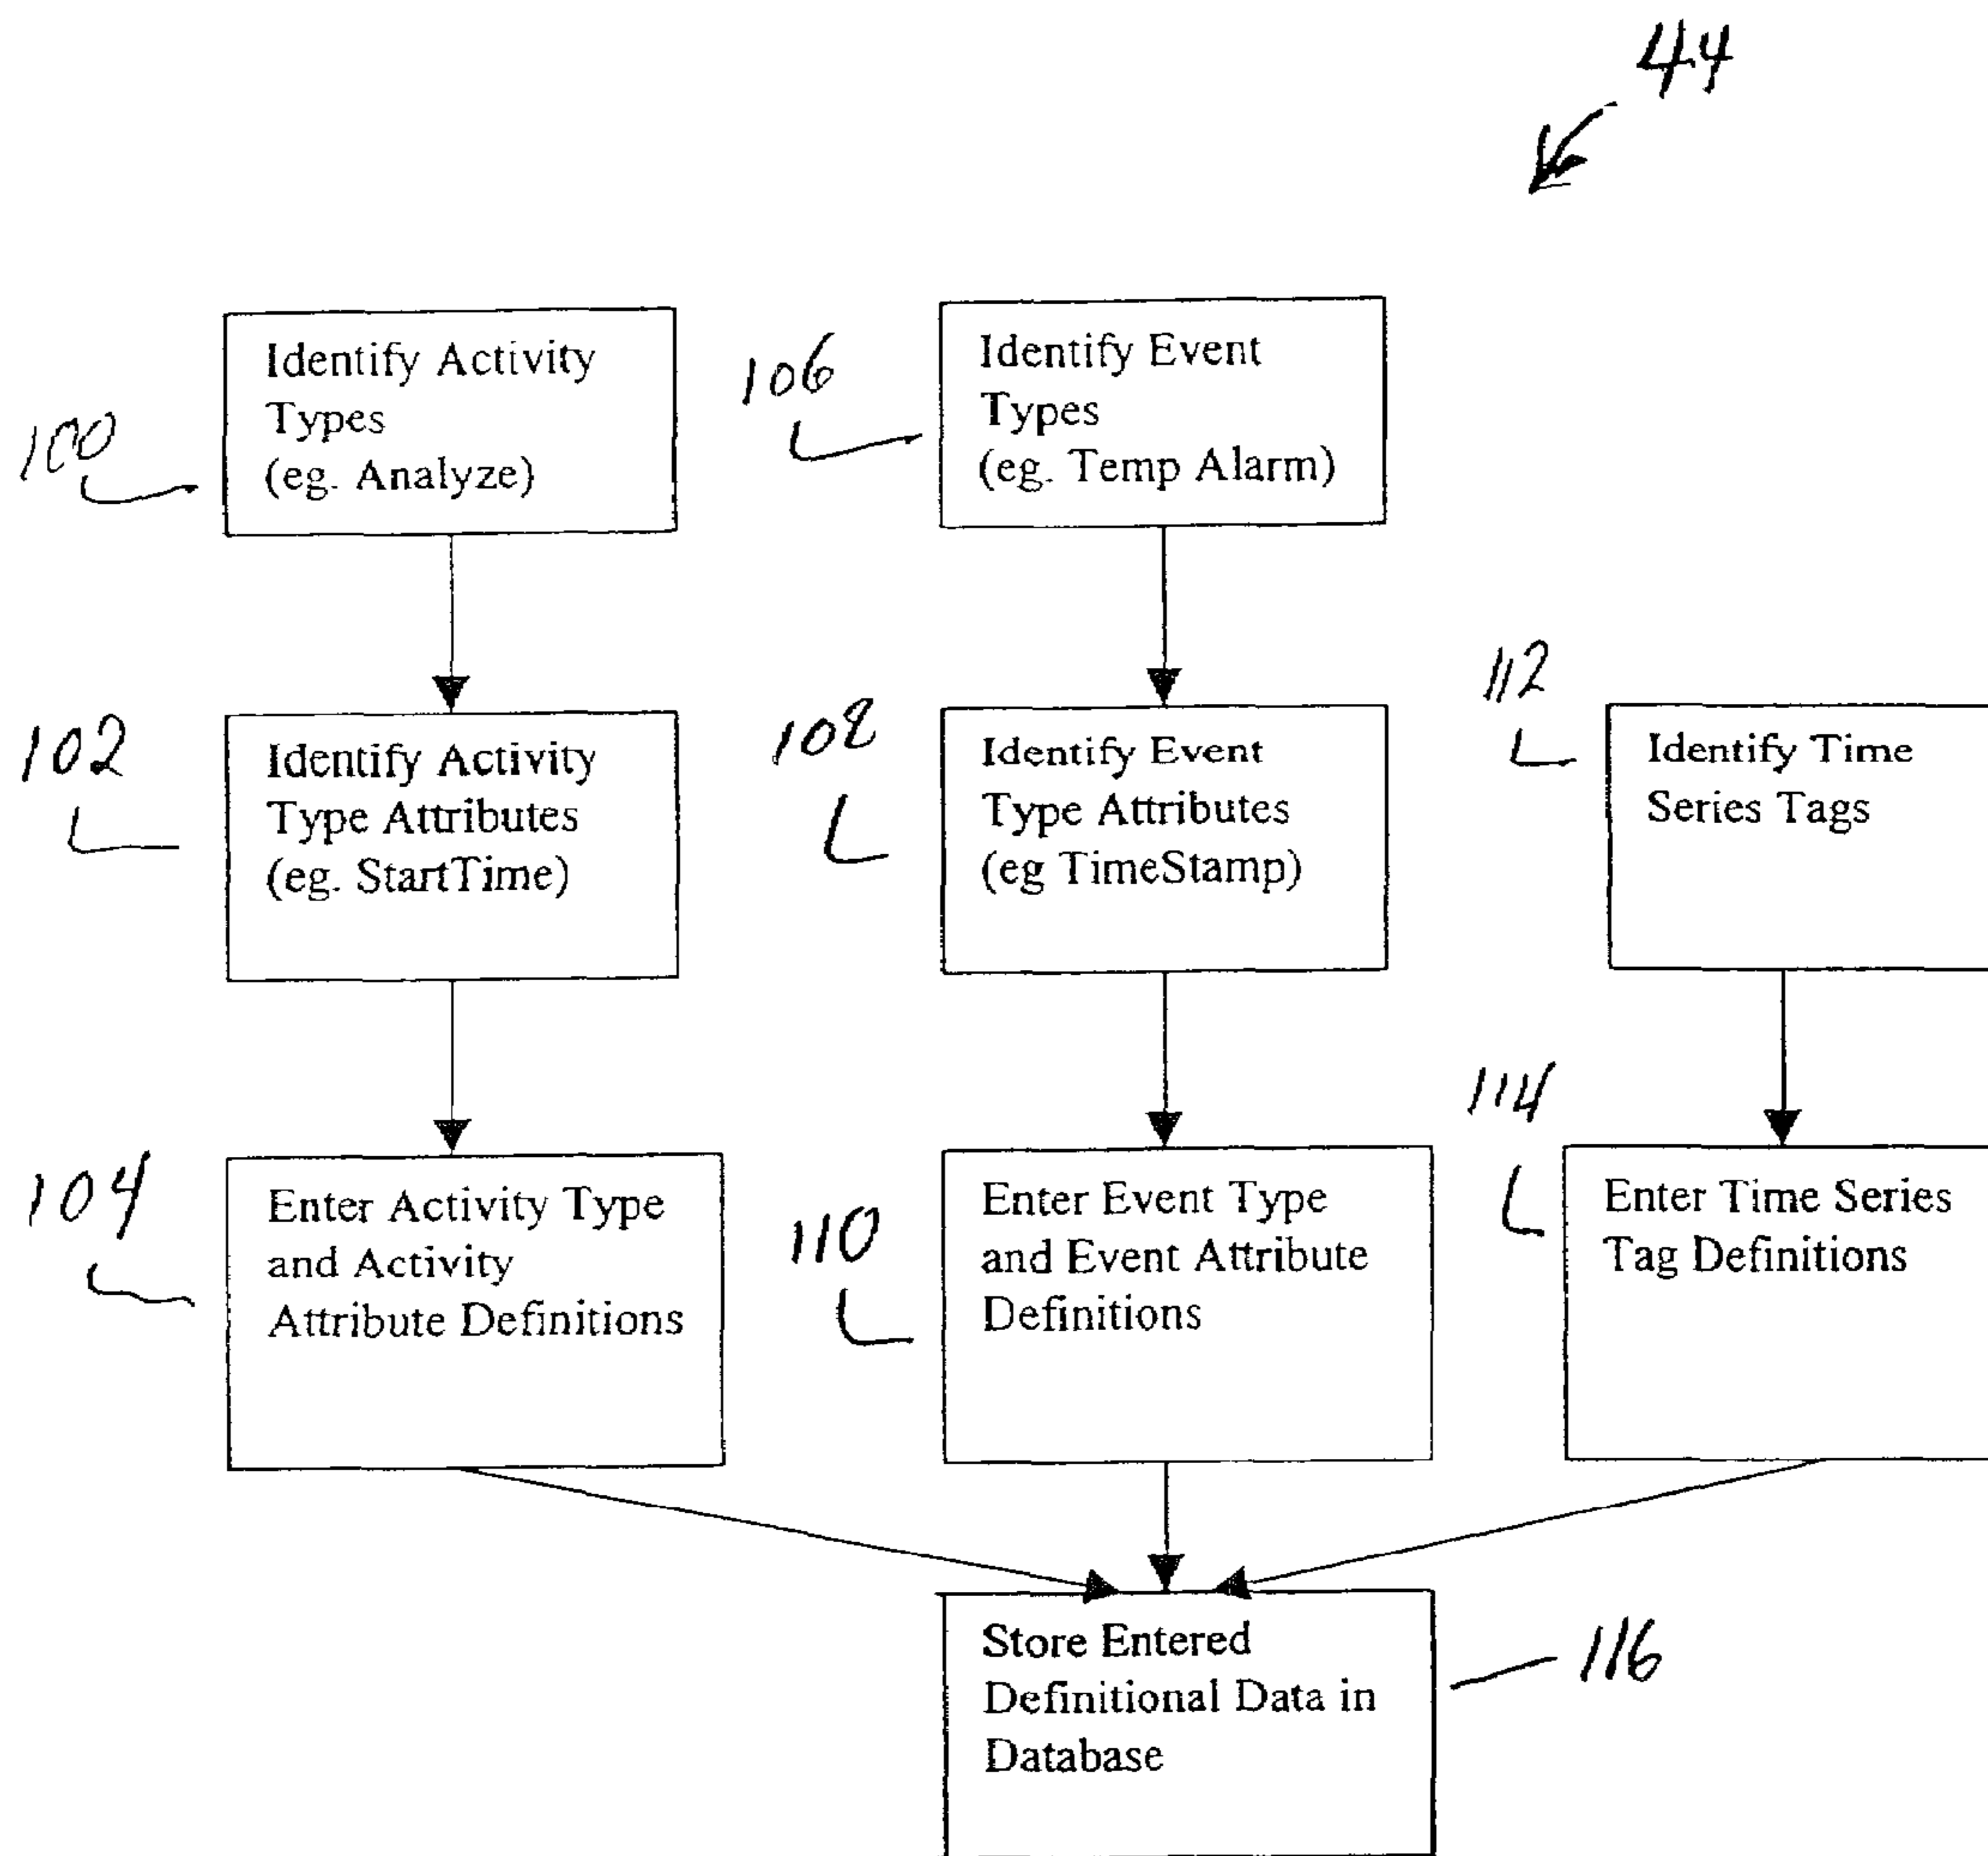 44
100
Identify Activity
Types
(eg. Analyze)
106
Identify Event
Types
(eg. Temp Alarm)
102
Identify Activity
Type Attributes
(eg. StartTime)
108
Identify Event
Type Attributes
(eg TimeStamp)
112
Identify Time
Series Tags
104
Enter Activity Type
and Activity
Attribute Definitions
110
Enter Event Type
and Event Attribute
Definitions
114
Enter Time Series
Tag Definitions
Store Entered
Definitional Data in
Database
116